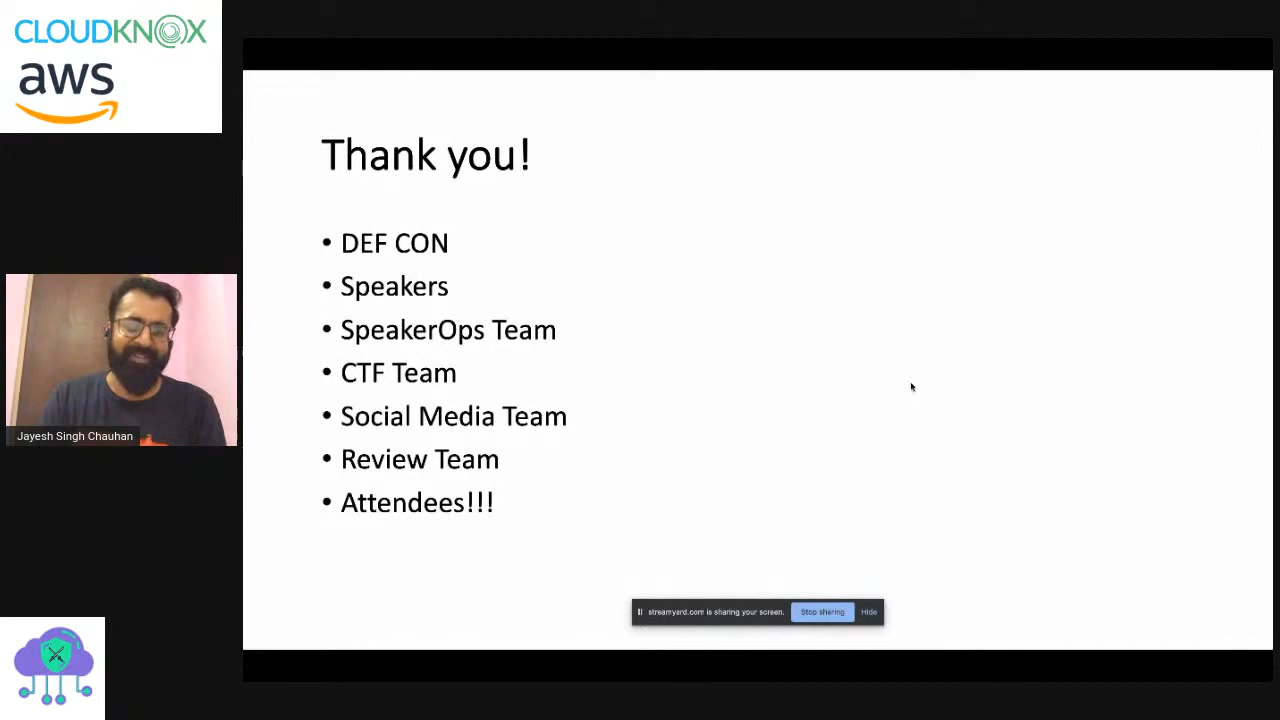 CLOUDKNOX
aws
Thank you!
• DEF CON
• Speakers
• SpeakerOps Team
• CTF Team
• Social Media Team
• Review Team
• Attendees!!!
Jayesh Singh Chauhan
streamyard.com is sharing your screen. Stop sharing Hide